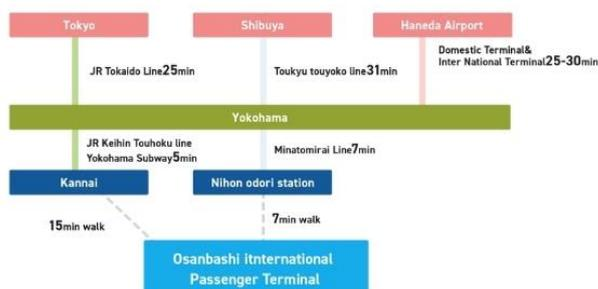 Tokyo
Shibuya
Haneda Airport
JR Tokaido Line25min
Toukyu touyoko line31min
Domestic Terminal&
Inter National Terminal25-30min
Yokohama
JR Keihin Touhoku line
Yokohama Subway5min
Minatomirai Line7min
Kannai
Nihon odori station
15min walk
7min walk
Osanbashi itnternational
Passenger Terminal